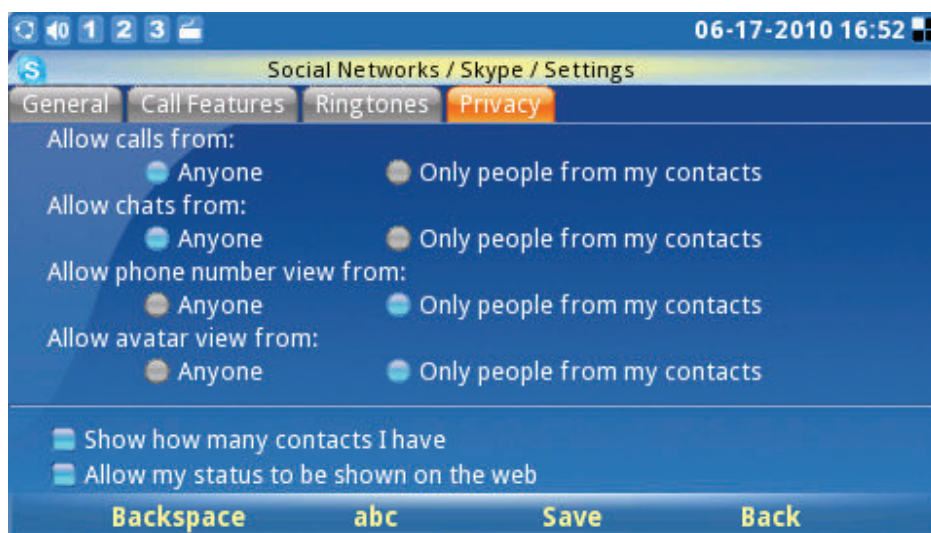 1 2 3 06-17-2010 16:52
S Social Networks / Skype / Settings
General Call Features Ringtones Privacy
Allow calls from:
Anyone Only people from my contacts
Allow chats from:
Anyone Only people from my contacts
Allow phone number view from:
Anyone Only people from my contacts
Allow avatar view from:
Anyone Only people from my contacts
Show how many contacts I have
Allow my status to be shown on the web
Backspace abc Save Back